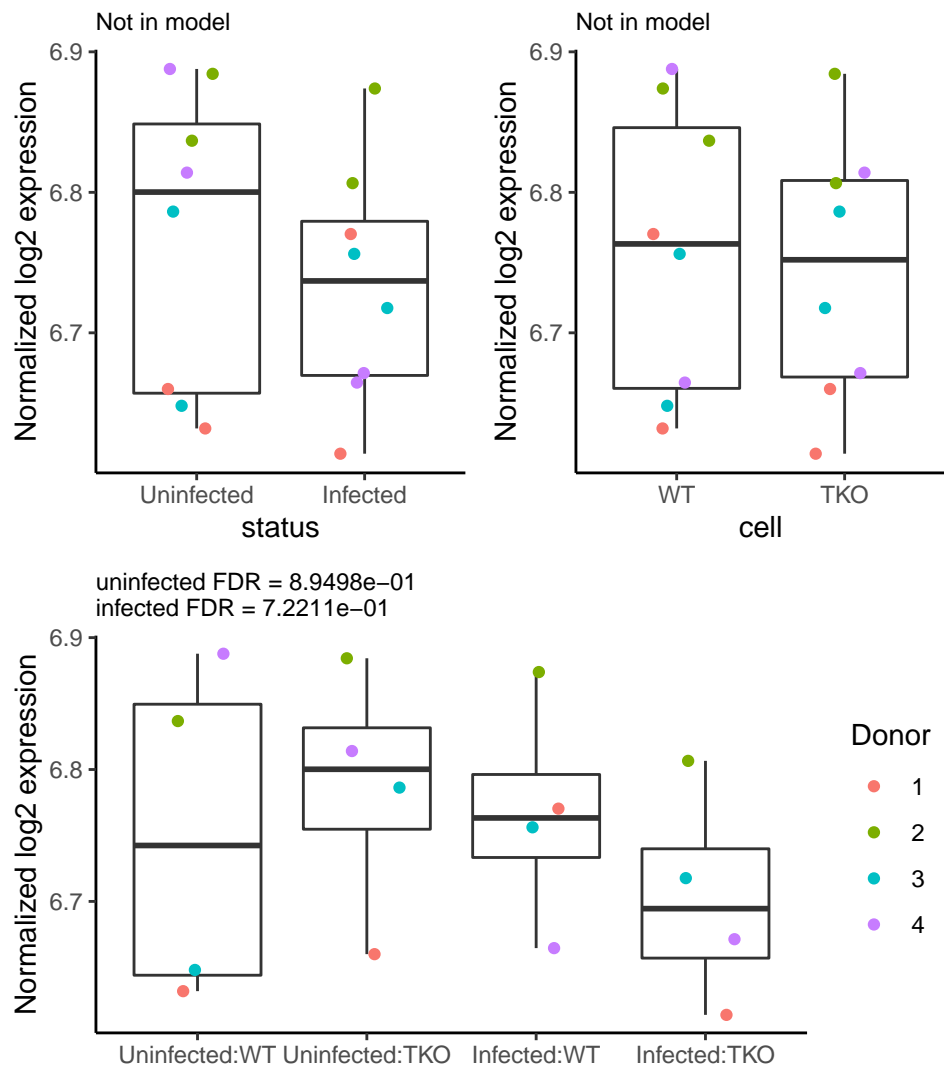 Not in model
6.9
6.8
6.7
Normalized log2 expression
Uninfected
Infected
status
Not in model
6.9
6.8
6.7
Normalized log2 expression
WT
TKO
cell
uninfected FDR = 8.9498e−01
infected FDR = 7.2211e−01
6.9
6.8
6.7
Normalized log2 expression
Uninfected:WT
Uninfected:TKO
Infected:WT
Infected:TKO
Donor
1
2
3
4